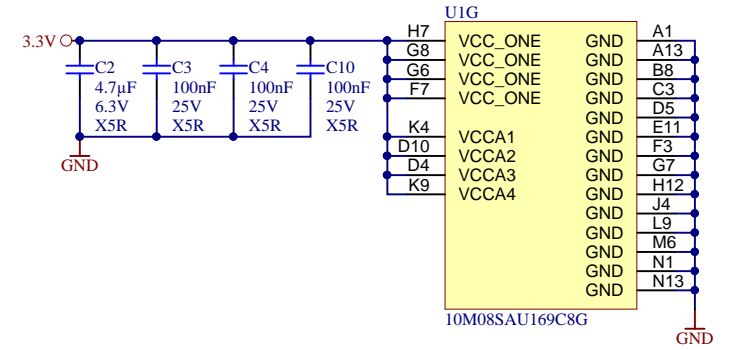 U1G
3.3V
C2
4.7µF
6.3V
X5R
C3
100nF
25V
X5R
C4
100nF
25V
X5R
C10
100nF
25V
X5R
GND
H7 VCC_ONE GND A1
G8 VCC_ONE GND A13
G6 VCC_ONE GND B8
F7 VCC_ONE GND C3
GND D5
K4 VCCA1 GND E11
D10 VCCA2 GND F3
D4 VCCA3 GND G7
K9 VCCA4 GND H12
GND J4
GND L9
GND M6
GND N1
GND N13
10M08SAU169C8G
GND